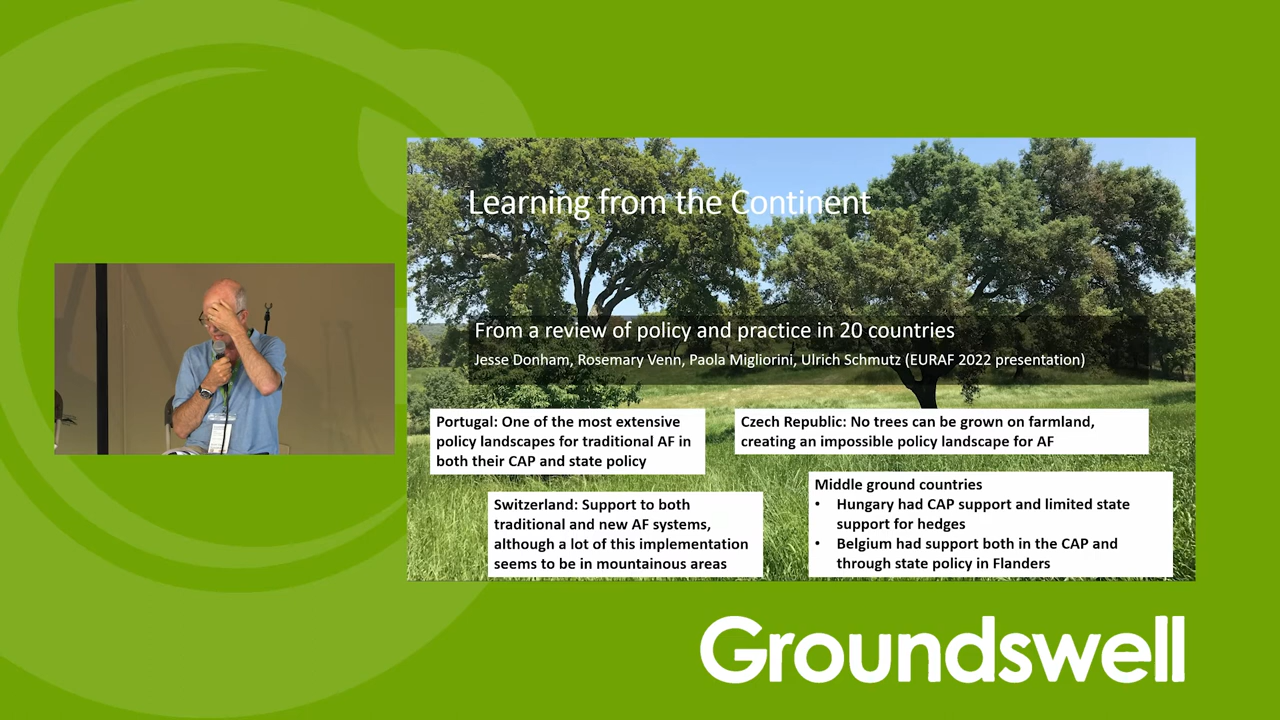 Learning from the Continent
From a review of policy and practice in 20 countries
Jesse Donham, Rosemary Venn, Paola Migliorini, Ulrich Schmutz (EURAF 2022 presentation)
Portugal: One of the most extensive
policy landscapes for traditional AF in
both their CAP and state policy
Czech Republic: No trees can be grown on farmland,
creating an impossible policy landscape for AF
Switzerland: Support to both
traditional and new AF systems,
although a lot of this implementation
seems to be in mountainous areas
Middle ground countries
• Hungary had CAP support and limited state
support for hedges
• Belgium had support both in the CAP and
through state policy in Flanders
Groundswell